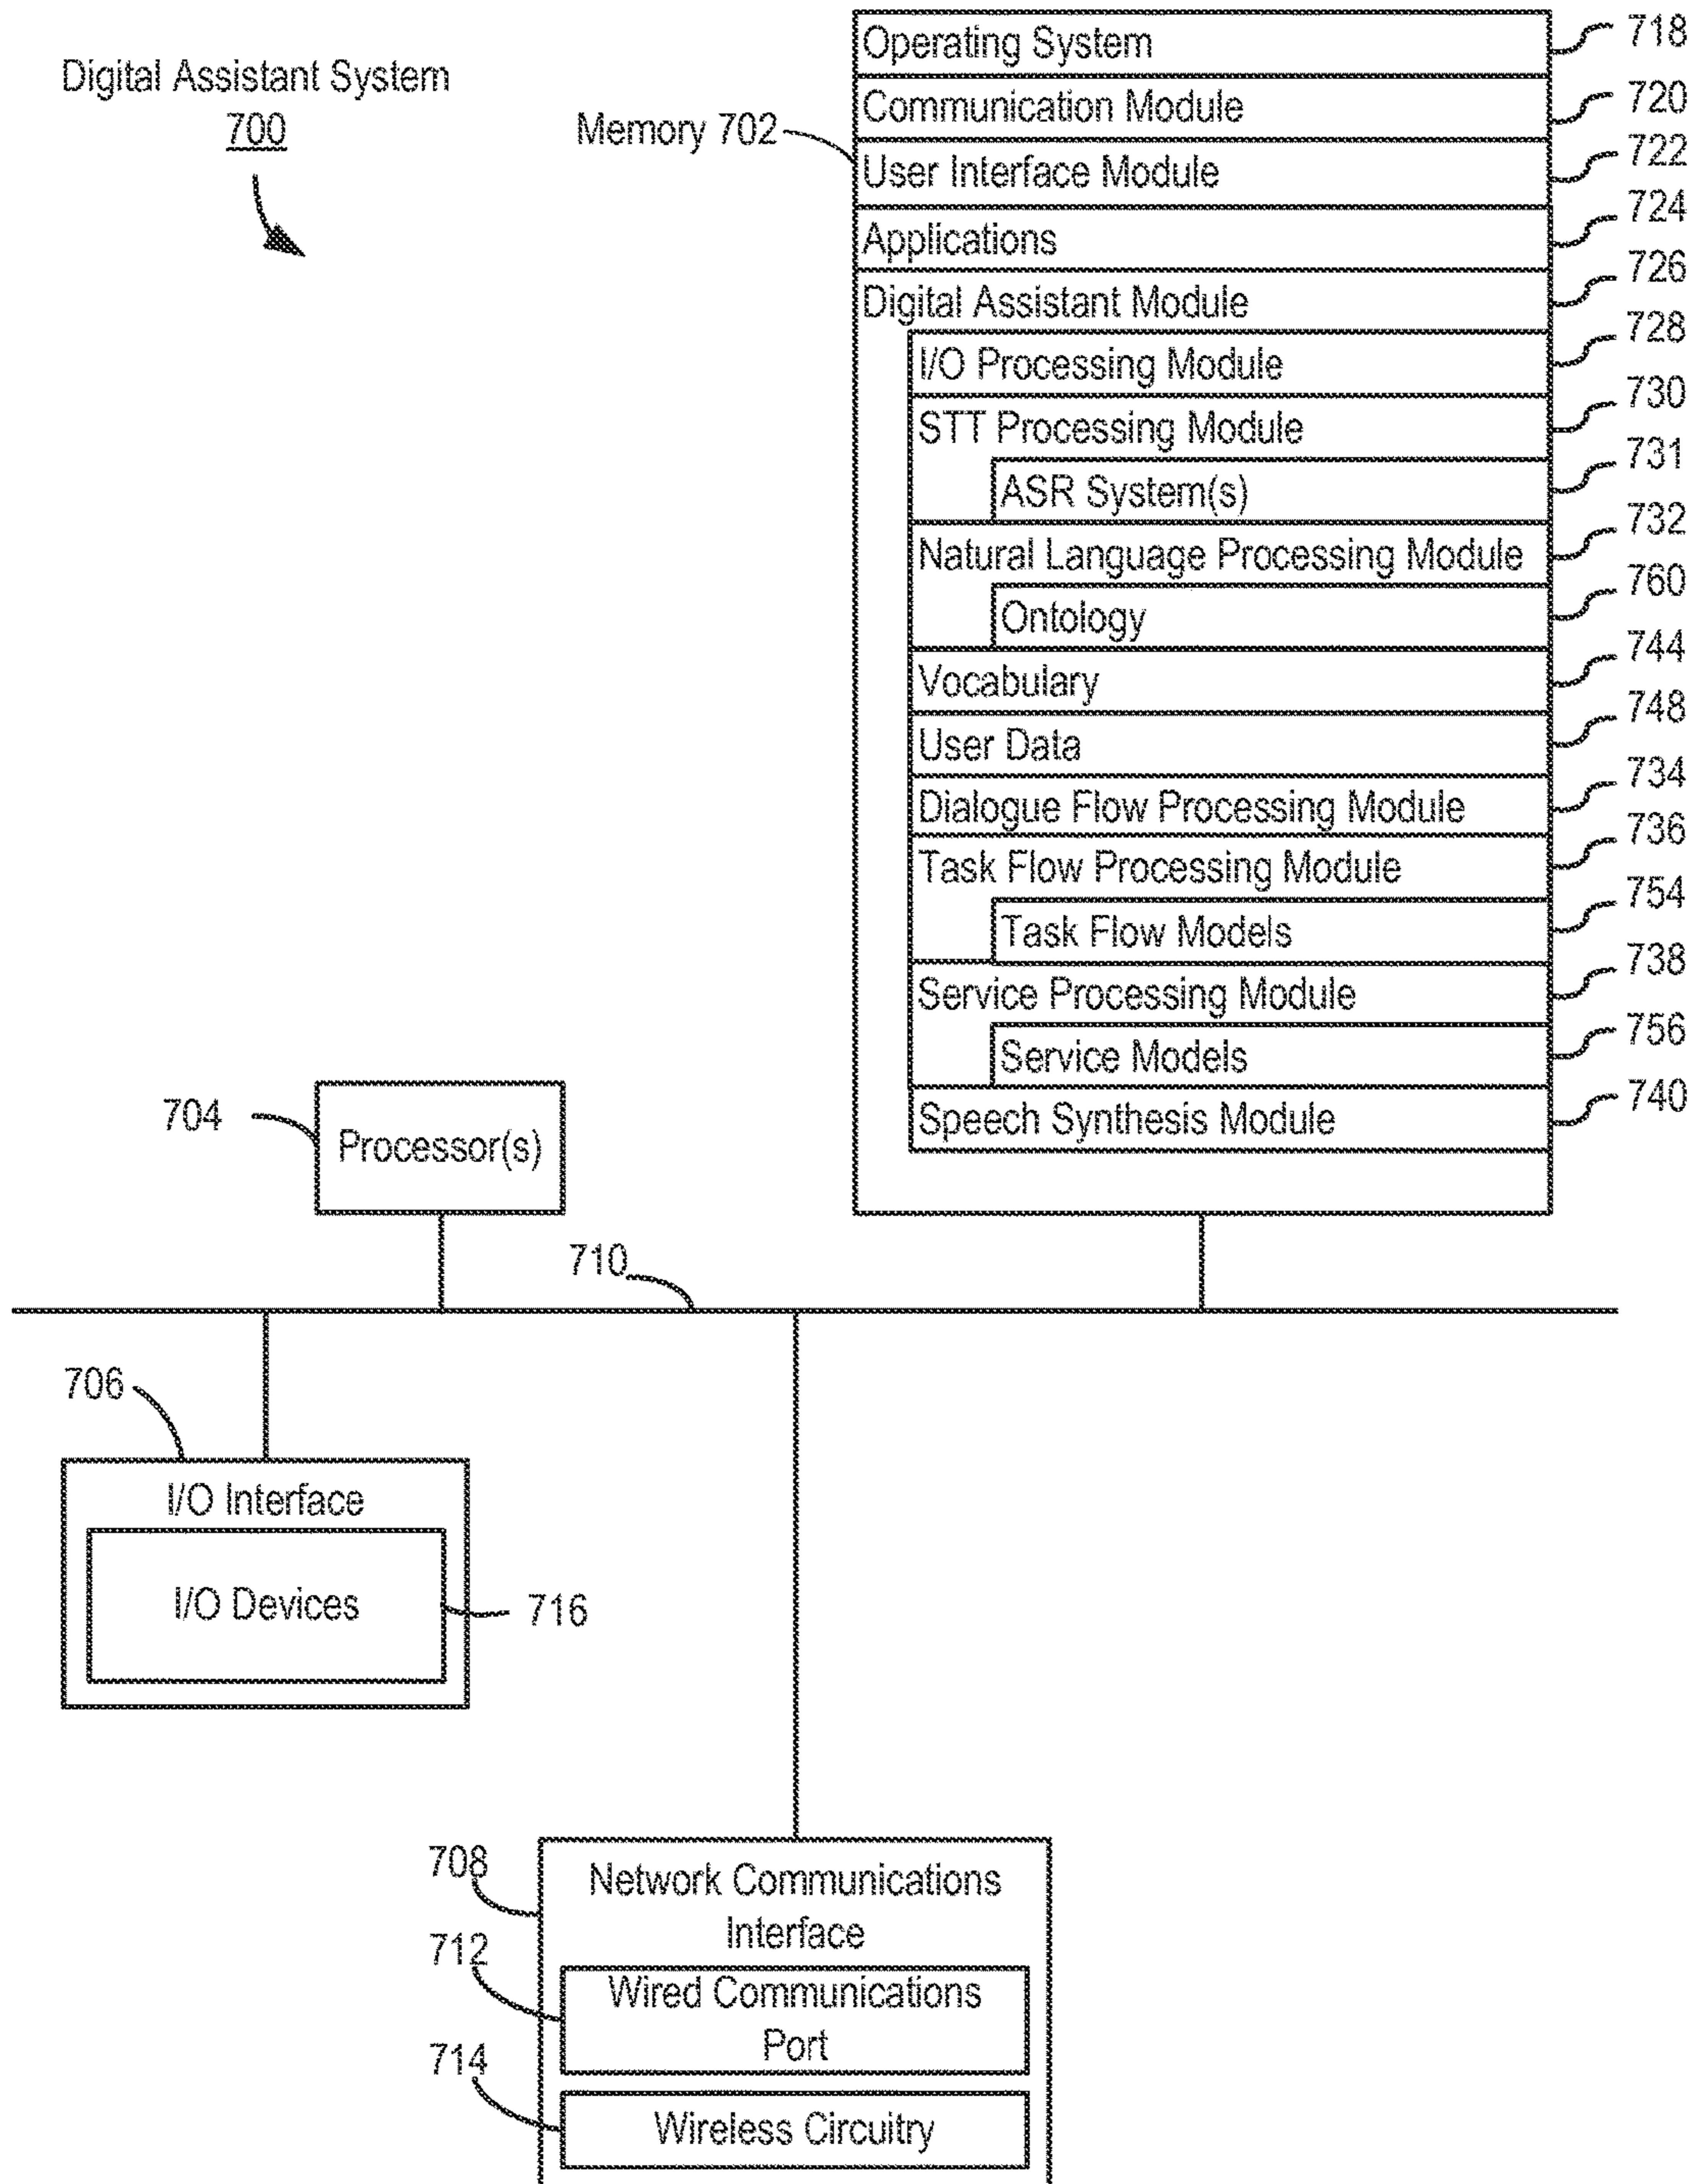 Digital Assistant System
700
Memory 702
Operating System 718
Communication Module 720
User Interface Module 722
Applications 724
Digital Assistant Module 726
I/O Processing Module 728
STT Processing Module 730
ASR System(s) 731
Natural Language Processing Module 732
Ontology 760
Vocabulary 744
User Data 748
Dialogue Flow Processing Module 734
Task Flow Processing Module 736
Task Flow Models 754
Service Processing Module 738
Service Models 756
Speech Synthesis Module 740
704
Processor(s)
710
706
I/O Interface
I/O Devices
716
708
Network Communications
Interface
712
Wired Communications
Port
714
Wireless Circuitry